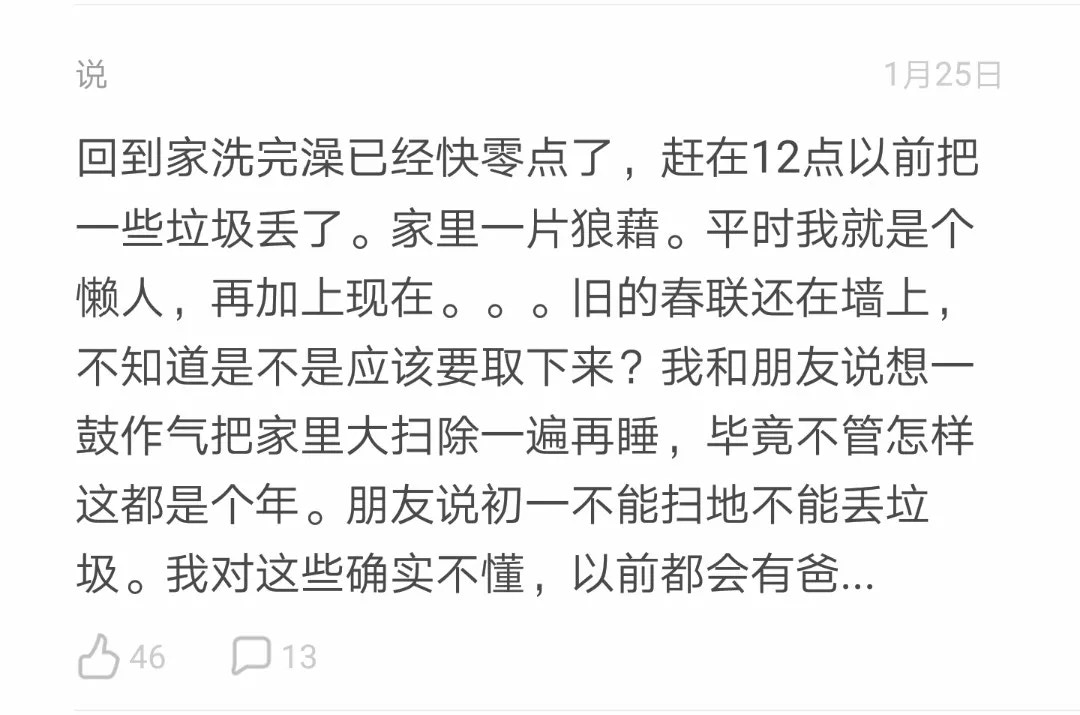 说 1月25日
回到家洗完澡已经快零点了，赶在12点以前把
一些垃圾丢了。家里一片狼藉。平时我就是个
懒人，再加上现在。。。旧的春联还在墙上，
不知道是不是应该要取下来？我和朋友说想一
鼓作气把家里大扫除一遍再睡，毕竟不管怎样
这都是个年。朋友说初一不能扫地不能丢垃
圾。我对这些确实不懂，以前都会有爸...
46 13